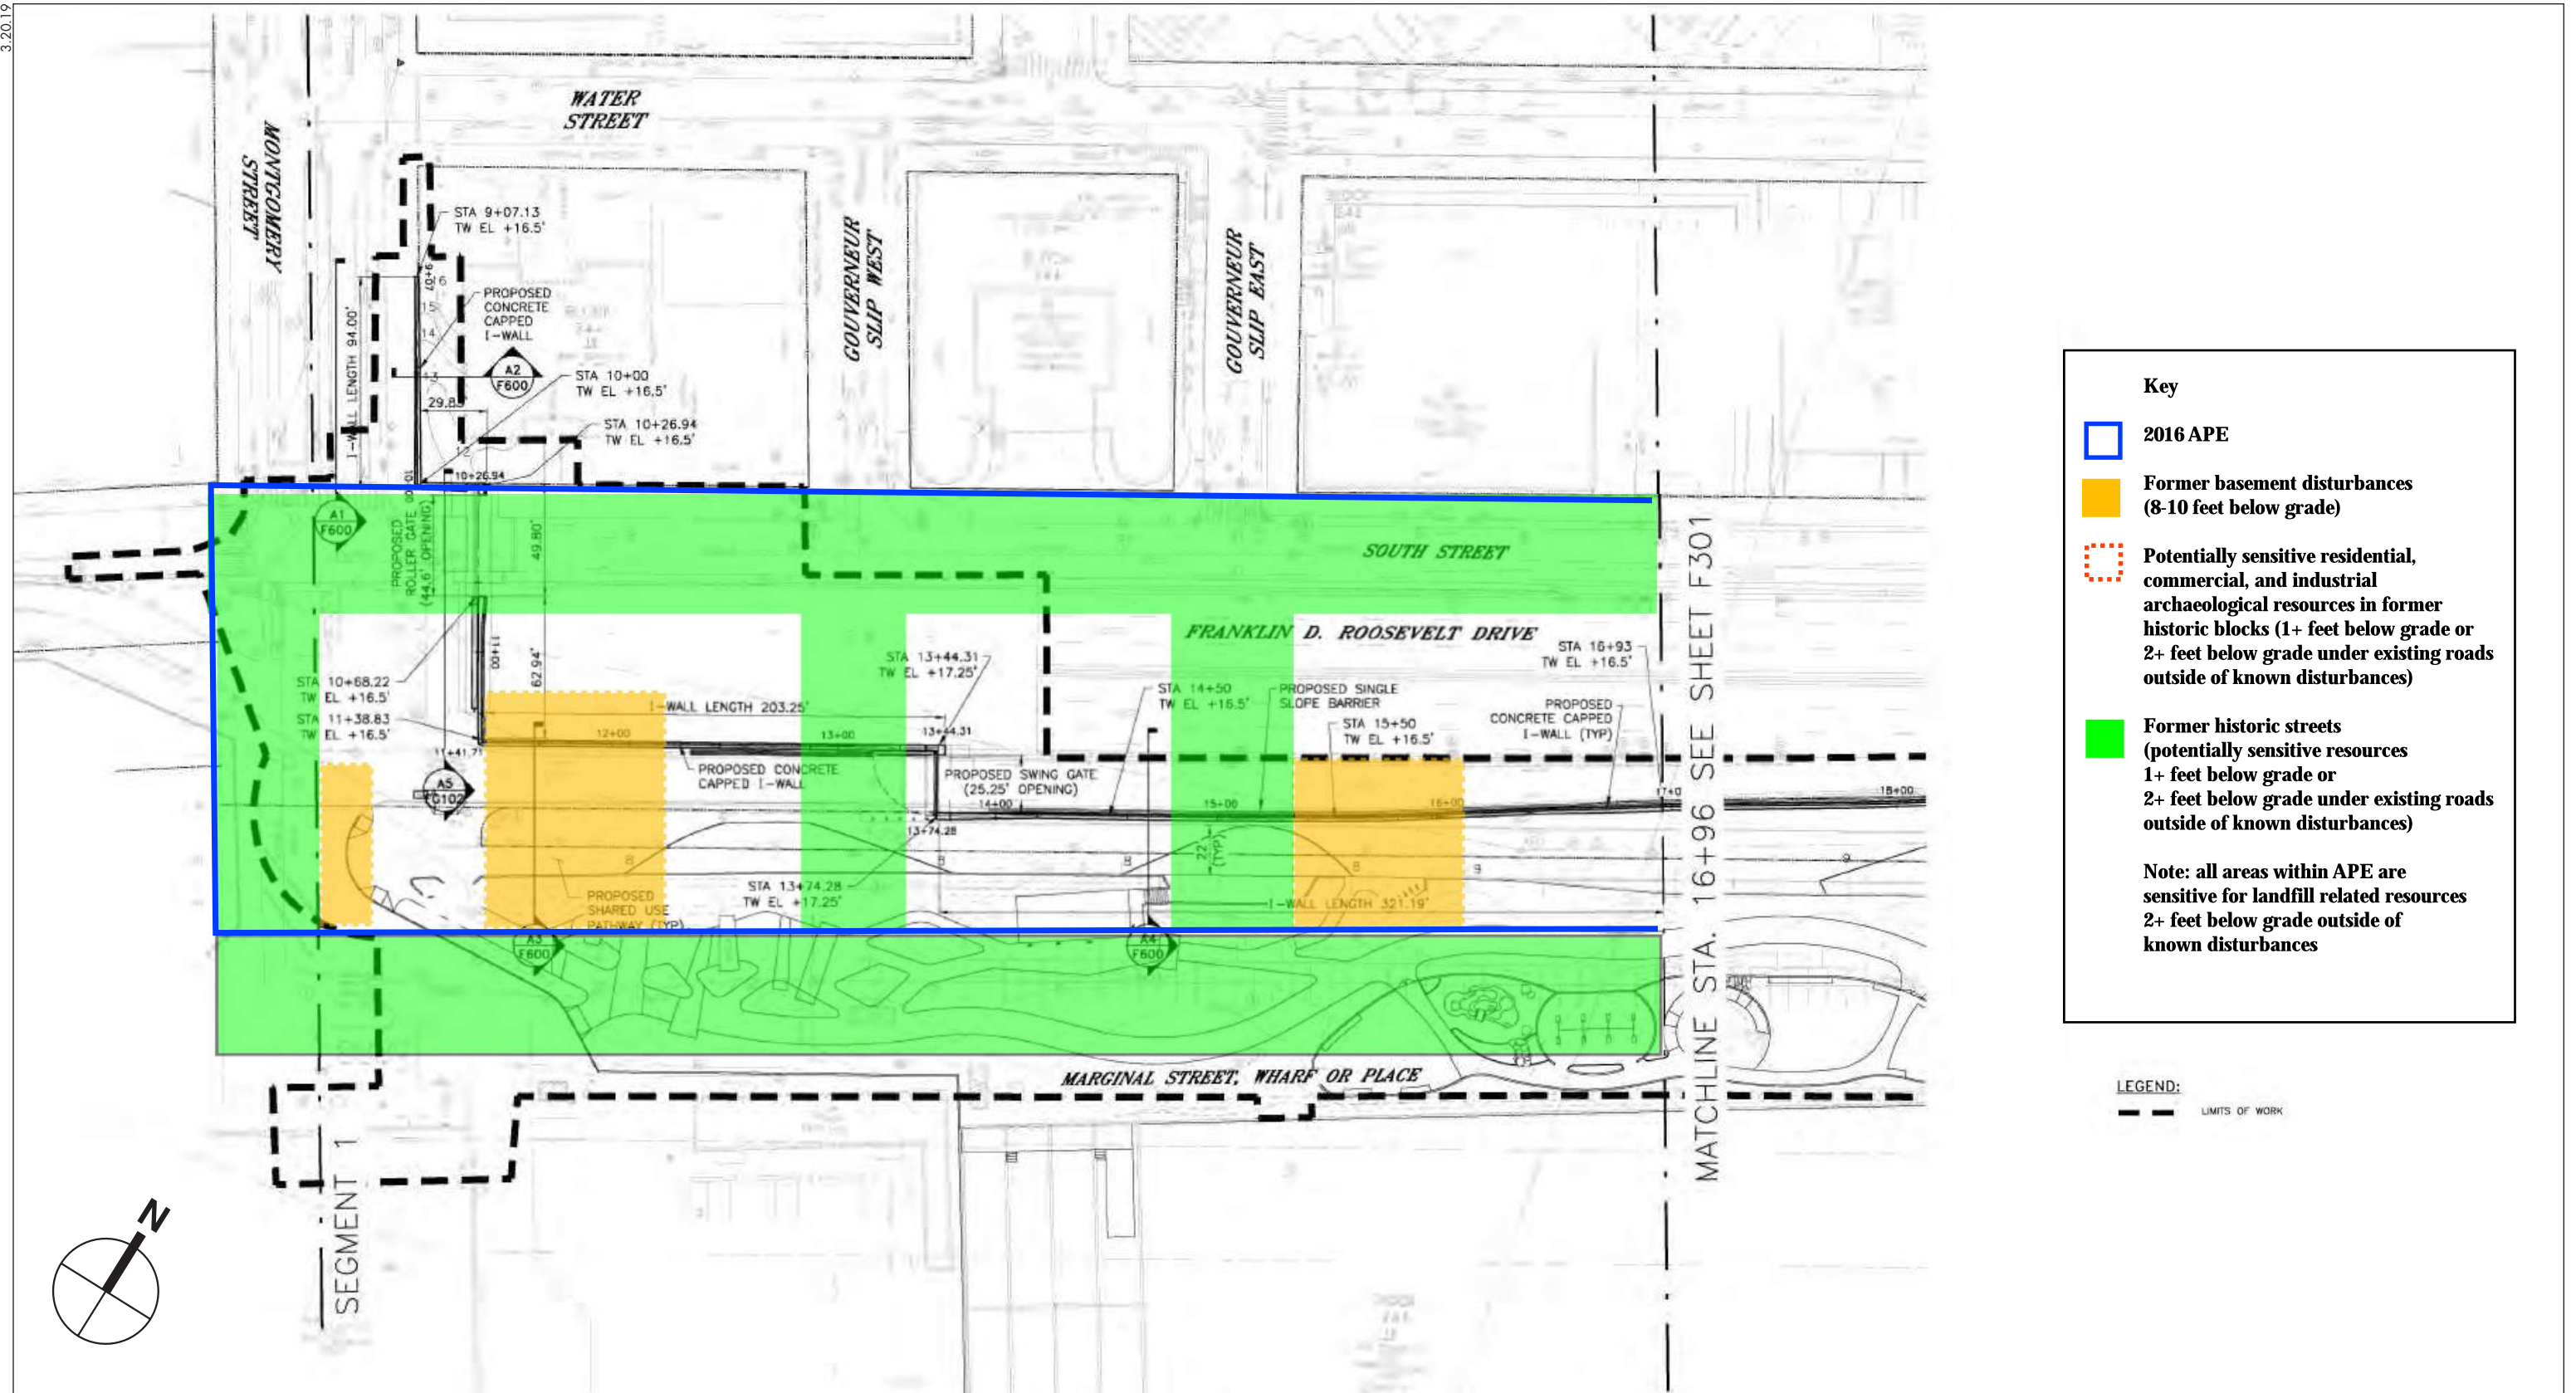 3.20.19
WATER
STREET
MONTGOMERY
STREET
STA 9+07.13
TW EL +16.5'
9+07
16
15
14
13
12
PROPOSED
CONCRETE
CAPPED
I-WALL
I-WALL LENGTH 94.00'
A2
F600
STA 10+00
TW EL +16.5'
STA 10+26.94
TW EL +16.5'
10+26.94
GOUVERNEUR
SLIP WEST
GOUVERNEUR
SLIP EAST
A1
F600
PROPOSED
ROLLER GATE
(44.6' OPENING)
49.80'
SOUTH STREET
FRANKLIN D. ROOSEVELT DRIVE
11+00
62.94'
STA 10+68.22
TW EL +16.5'
STA 11+38.83
TW EL +16.5'
STA 13+44.31
TW EL +17.25'
STA 16+93
TW EL +16.5'
I-WALL LENGTH 203.25'
STA 14+50
TW EL +16.5'
PROPOSED SINGLE
SLOPE BARRIER
STA 15+50
TW EL +16.5'
PROPOSED
CONCRETE CAPPED
I-WALL (TYP)
12+00
13+00
13+44.31
PROPOSED CONCRETE
CAPPED I-WALL
PROPOSED SWING GATE
(25.25' OPENING)
A5
G102
14+00
15+00
16+00
18+00
13+74.28
22'
(TYP)
8
8
8
8
9
9
STA 13+74.28
TW EL +17.25'
PROPOSED
SHARED USE
PATHWAY (TYP)
I-WALL LENGTH 321.19'
A3
F600
A4
F600
MARGINAL STREET, WHARF OR PLACE
SEGMENT 1
MATCHLINE STA. 16+96 SEE SHEET F301
N
Key
2016 APE
Former basement disturbances
(8-10 feet below grade)
Potentially sensitive residential,
commercial, and industrial
archaeological resources in former
historic blocks (1+ feet below grade or
2+ feet below grade under existing roads
outside of known disturbances)
Former historic streets
(potentially sensitive resources
1+ feet below grade or
2+ feet below grade under existing roads
outside of known disturbances)
Note: all areas within APE are
sensitive for landfill related resources
2+ feet below grade outside of
known disturbances
LEGEND:
LIMITS OF WORK